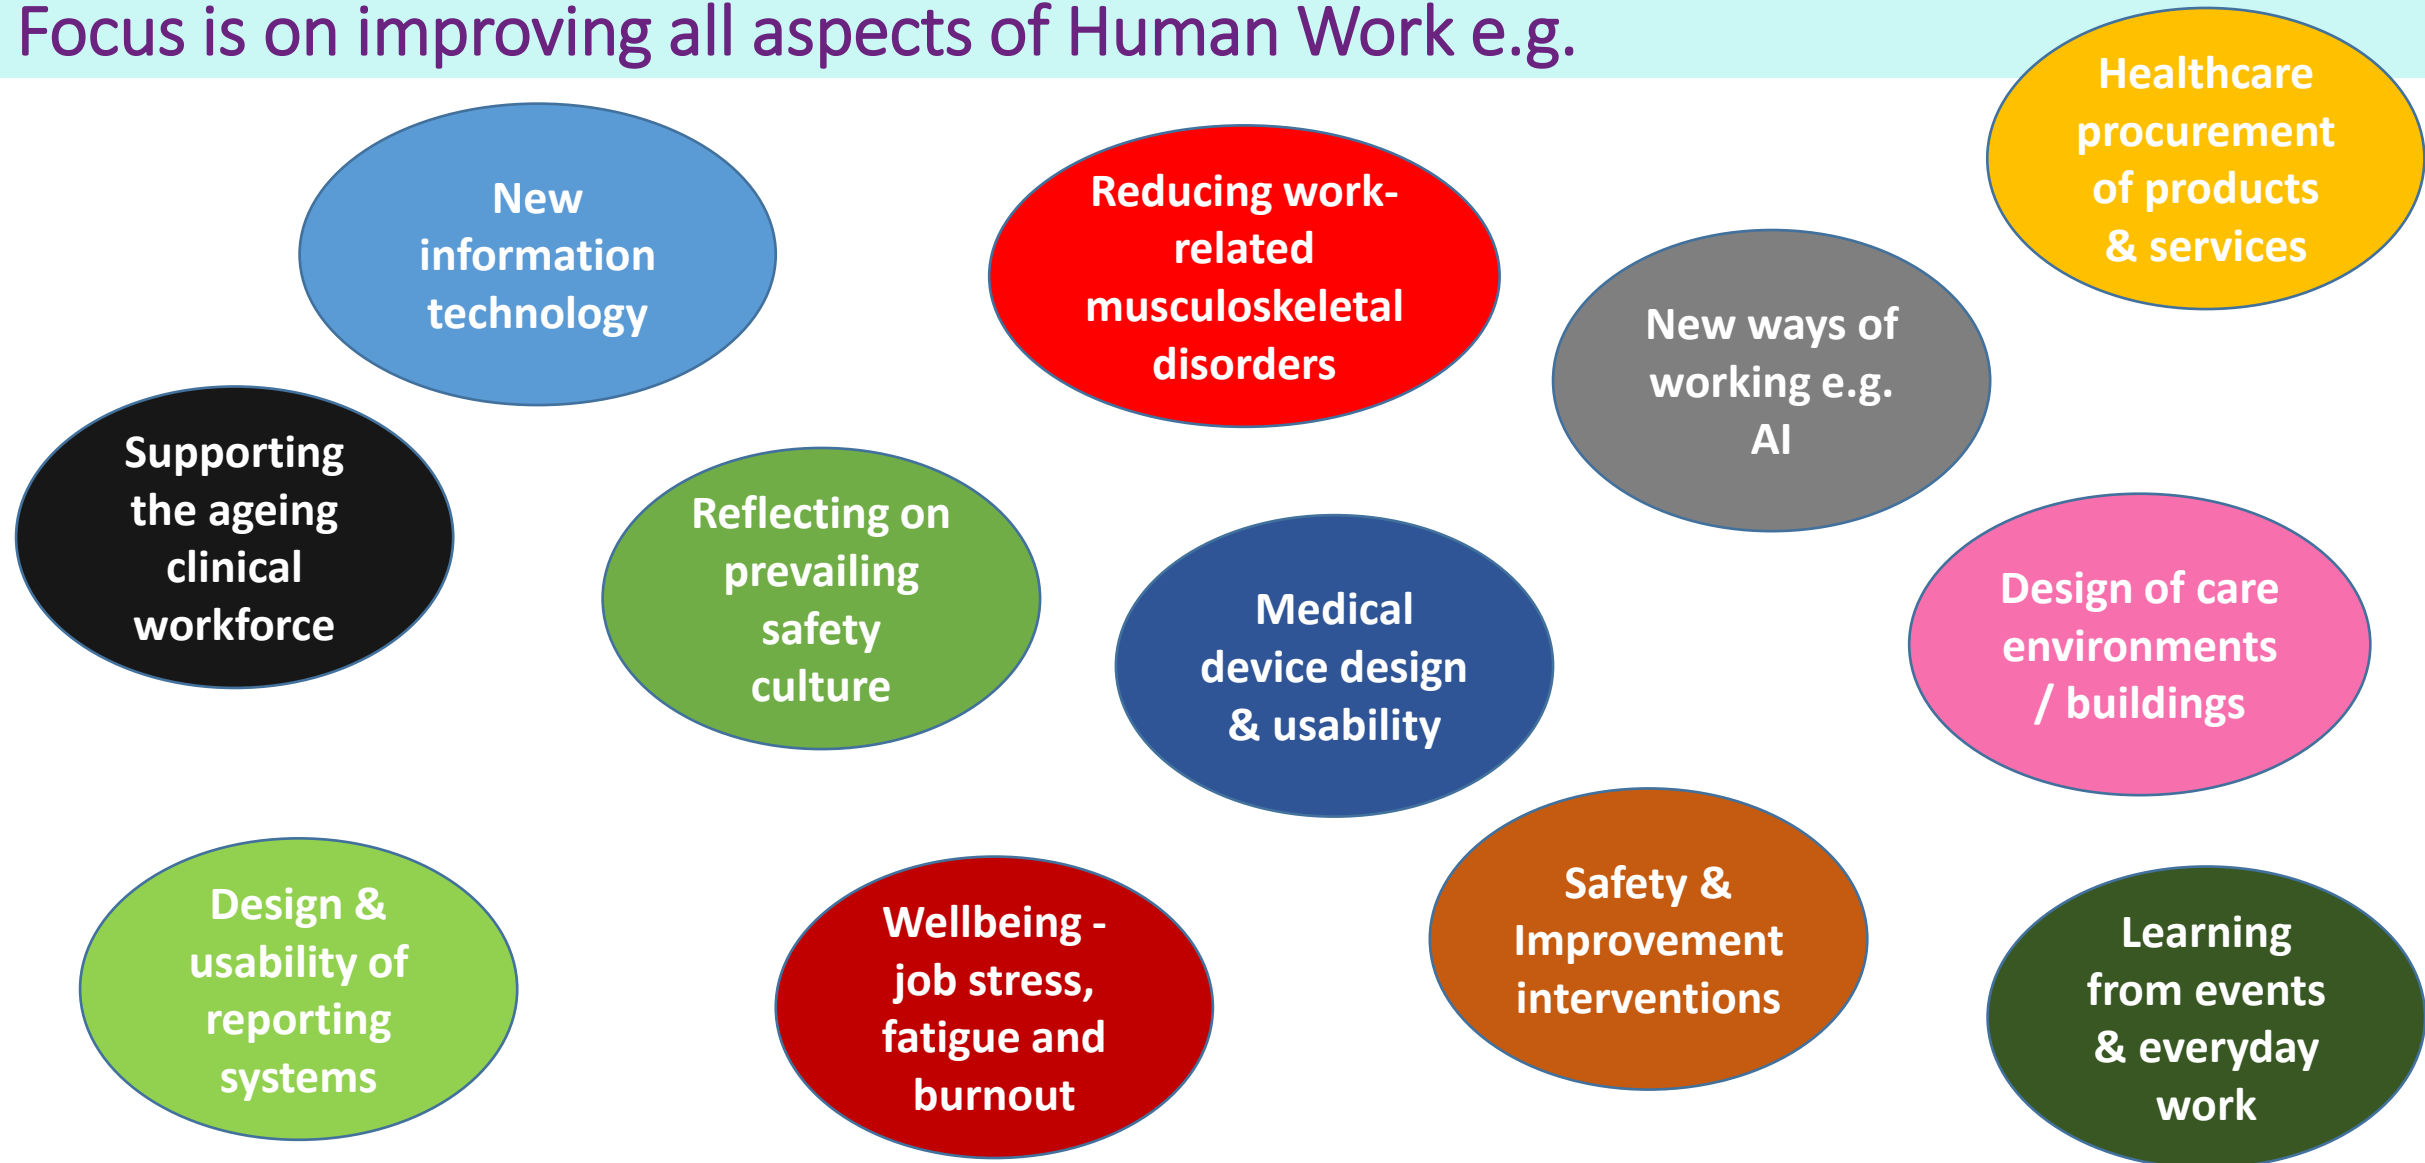 Focus is on improving all aspects of Human Work e.g.
Healthcare
procurement
of products
& services
New
information
technology
Reducing work-
related
musculoskeletal
disorders
New ways of
working e.g.
AI
Supporting
the ageing
clinical
workforce
Reflecting on
prevailing
safety
culture
Medical
device design
& usability
Design of care
environments
/ buildings
Design &
usability of
reporting
systems
Wellbeing -
job stress,
fatigue and
burnout
Safety &
Improvement
interventions
Learning
from events
& everyday
work